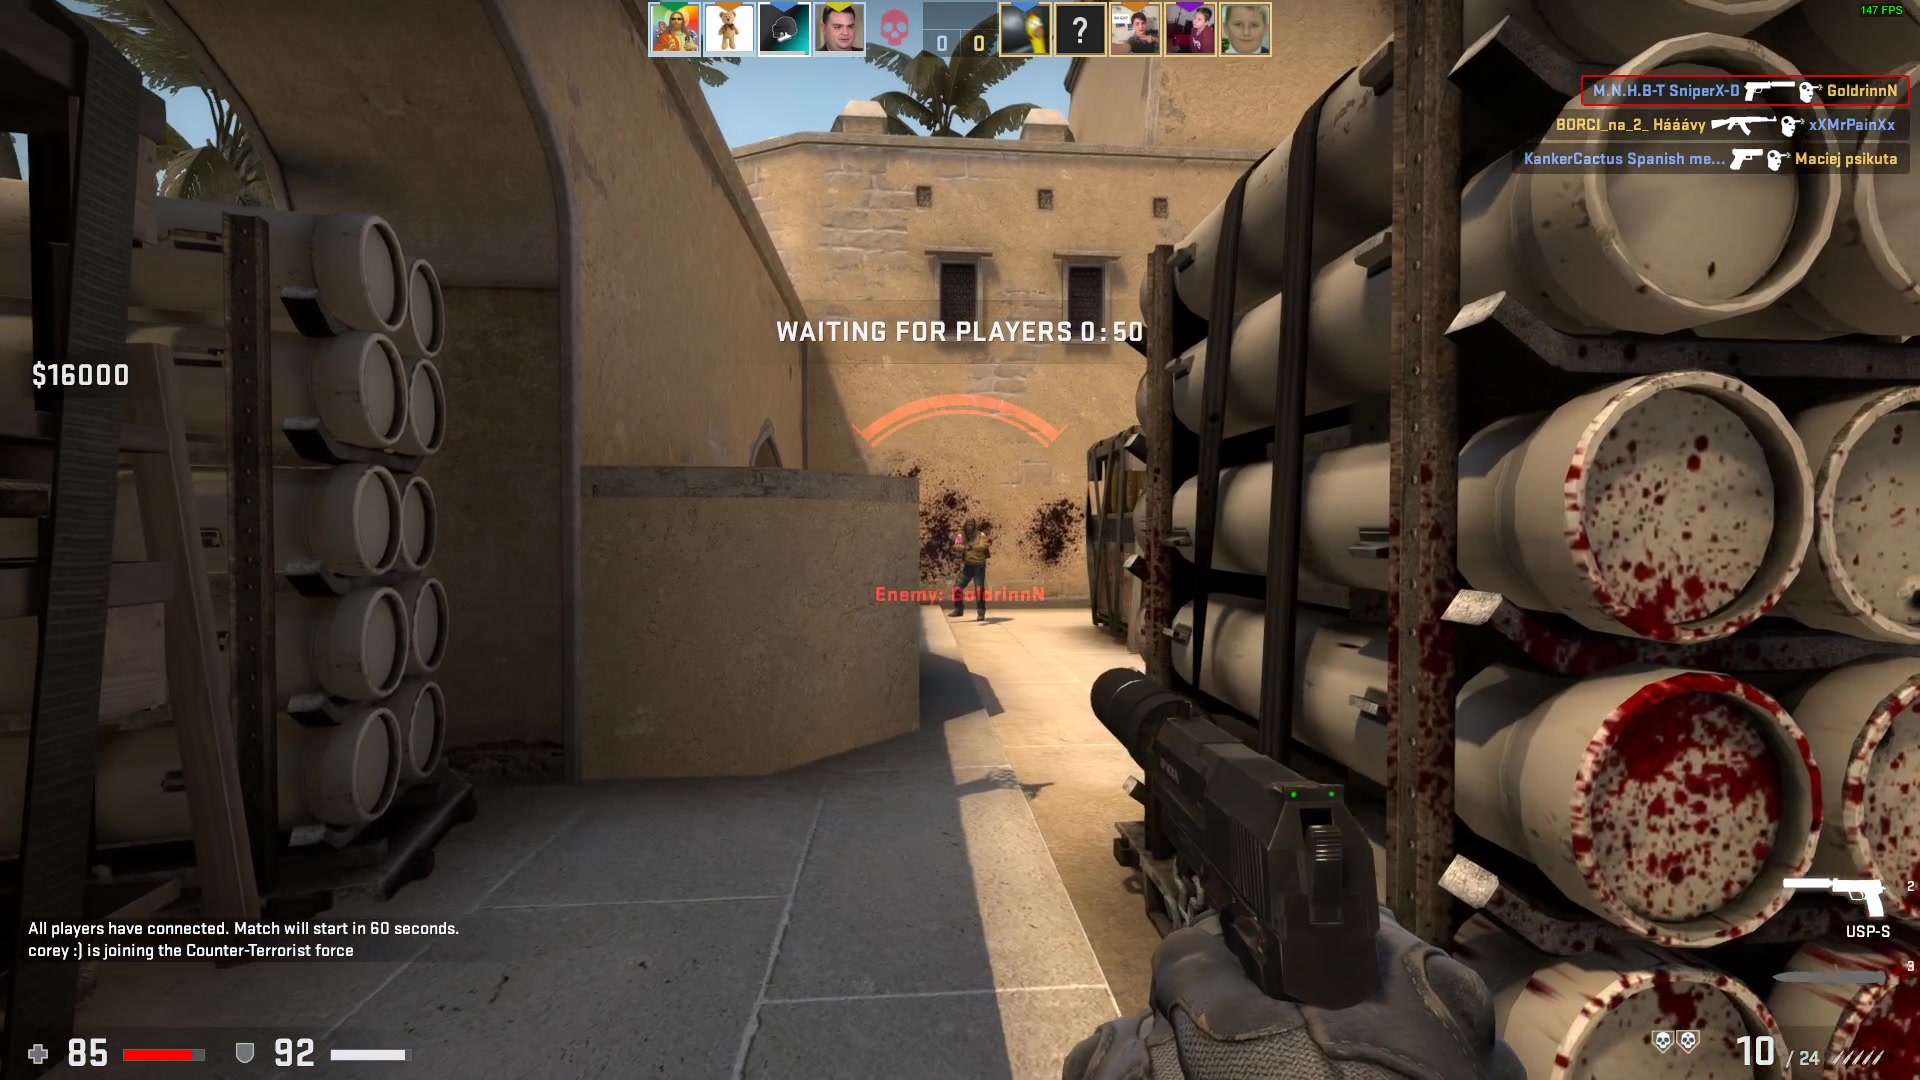 147 FPS
0 0
?
M.N.H.B-T SniperX-D GoldrinnN
BORCI_na_2_ Hááávy xXMrPainXx
KankerCactus Spanish me... Maciej psikuta
WAITING FOR PLAYERS 0:50
$16000
Enemy: GoldrinnN
2
USP-S
3
All players have connected. Match will start in 60 seconds.
corey :) is joining the Counter-Terrorist force
85 92
10 / 24